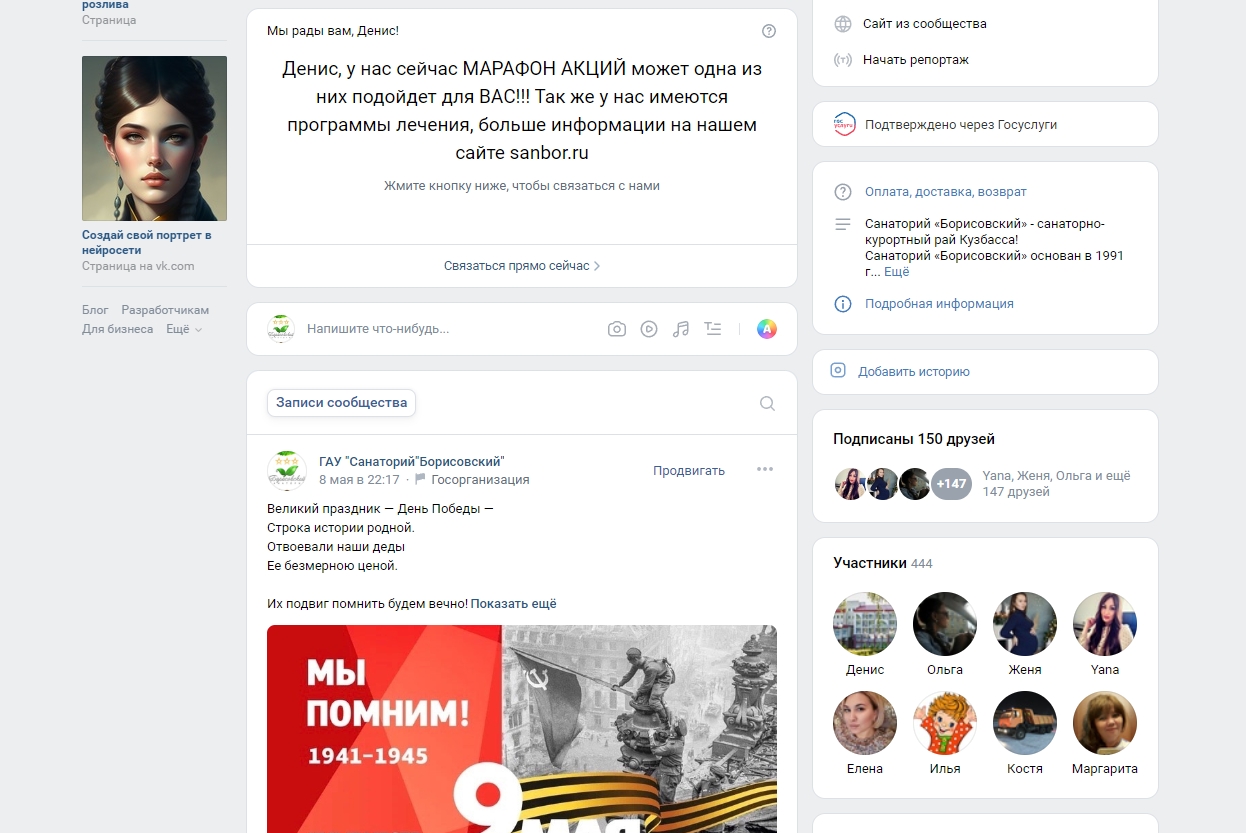 розлива
Страница
Создай свой портрет в
нейросети
Страница на vk.com
Блог Разработчикам
Для бизнеса Ещё
Мы рады вам, Денис!
Денис, у нас сейчас МАРАФОН АКЦИЙ может одна из
них подойдет для ВАС!!! Так же у нас имеются
программы лечения, больше информации на нашем
сайте sanbor.ru
Жмите кнопку ниже, чтобы связаться с нами
Связаться прямо сейчас
Напишите что-нибудь...
Записи сообщества
ГАУ "Санаторий"Борисовский"
8 мая в 22:17 · Госорганизация
Продвигать
Великий праздник — День Победы —
Строка истории родной.
Отвоевали наши деды
Ее безмерною ценой.
Их подвиг помнить будем вечно! Показать ещё
МЫ
ПОМНИМ!
1941-1945
9
МАЯ
Сайт из сообщества
Начать репортаж
гос
услуги
Подтверждено через Госуслуги
Оплата, доставка, возврат
Санаторий «Борисовский» - санаторно-
курортный рай Кузбасса!
Санаторий «Борисовский» основан в 1991
г... Ещё
Подробная информация
Добавить историю
Подписаны 150 друзей
+147
Yana, Женя, Ольга и ещё
147 друзей
Участники 444
Денис Ольга Женя Yana
Елена Илья Костя Маргарита